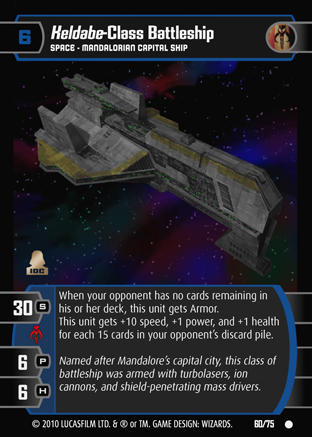 6
Keldabe-Class Battleship
SPACE - MANDALORIAN CAPITAL SHIP
IDC
30 S
When your opponent has no cards remaining in
his or her deck, this unit gets Armor.
This unit gets +10 speed, +1 power, and +1 health
for each 15 cards in your opponent's discard pile.
6 P
6 H
Named after Mandalore's capital city, this class of
battleship was armed with turbolasers, ion
cannons, and shield-penetrating mass drivers.
© 2010 LUCASFILM LTD. & ® or TM. GAME DESIGN: WIZARDS. 60/75